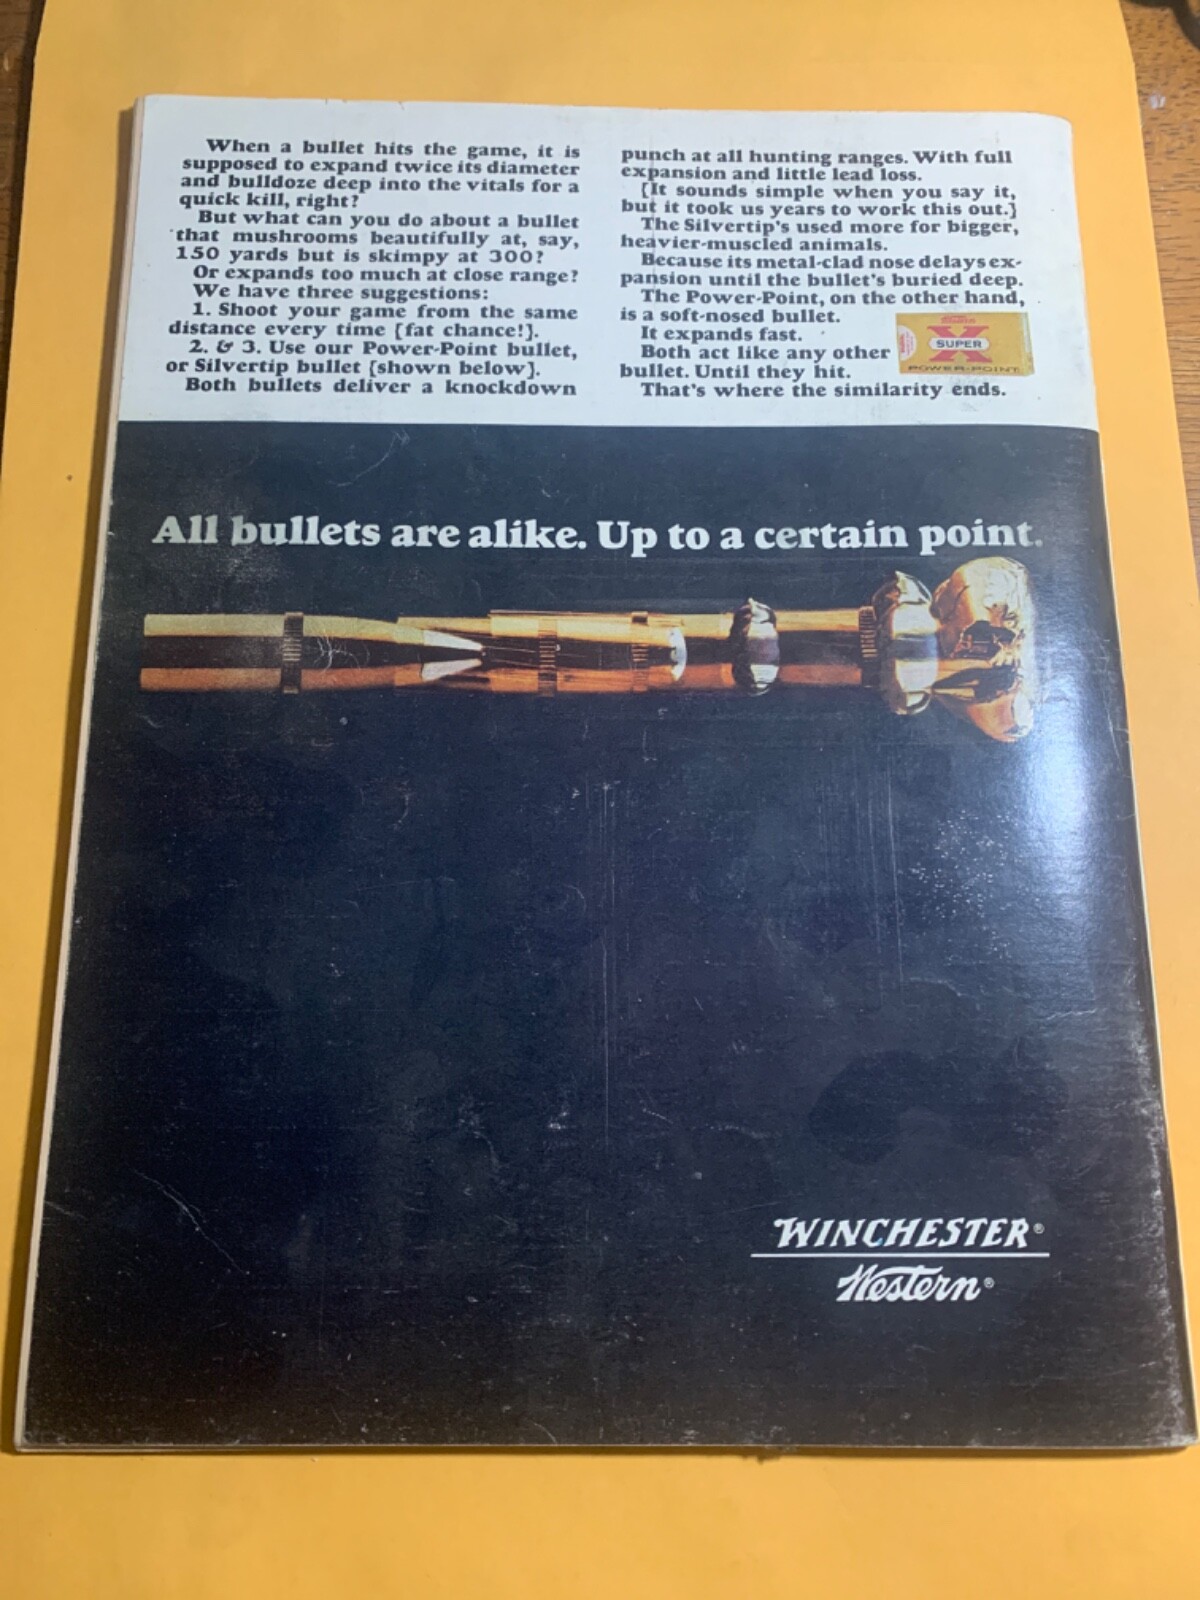 When a bullet hits the game, it is
supposed to expand twice its diameter
and bulldoze deep into the vitals for a
quick kill, right?
But what can you do about a bullet
that mushrooms beautifully at, say,
150 yards but is skimpy at 300?
Or expands too much at close range?
We have three suggestions:
1. Shoot your game from the same
distance every time [fat chance!].
2. & 3. Use our Power-Point bullet,
or Silvertip bullet [shown below].
Both bullets deliver a knockdown
punch at all hunting ranges. With full
expansion and little lead loss.
[It sounds simple when you say it,
but it took us years to work this out.]
The Silvertip's used more for bigger,
heavier-muscled animals.
Because its metal-clad nose delays ex-
pansion until the bullet's buried deep.
The Power-Point, on the other hand,
is a soft-nosed bullet.
It expands fast.
Both act like any other
bullet. Until they hit.
That's where the similarity ends.
X
SUPER
POWER-POINT
All bullets are alike. Up to a certain point.
WINCHESTER®
Western®